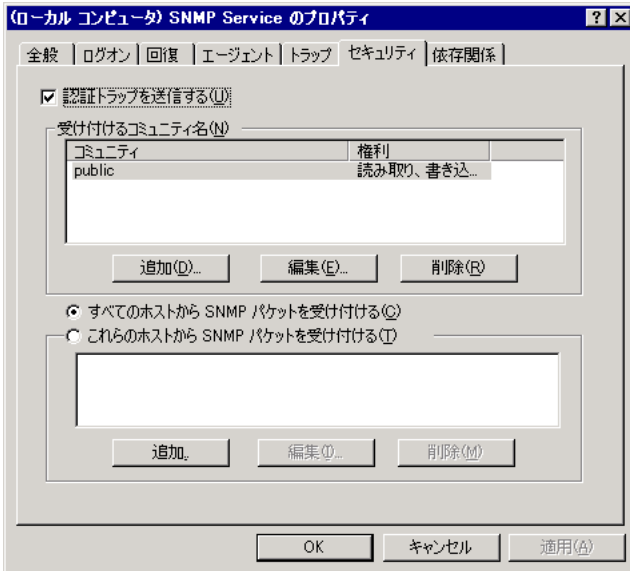 (ローカル コンピュータ) SNMP Service のプロパティ
全般 ログオン 回復 エージェント トラップ セキュリティ 依存関係
認証トラップを送信する(U)
受け付けるコミュニティ名(N)
コミュニティ 権利
public 読み取り、書き込...
追加(D)... 編集(E)... 削除(R)
すべてのホストから SNMP パケットを受け付ける(C)
これらのホストから SNMP パケットを受け付ける(T)
追加.. 編集(I)... 削除(M)
OK キャンセル 適用(A)